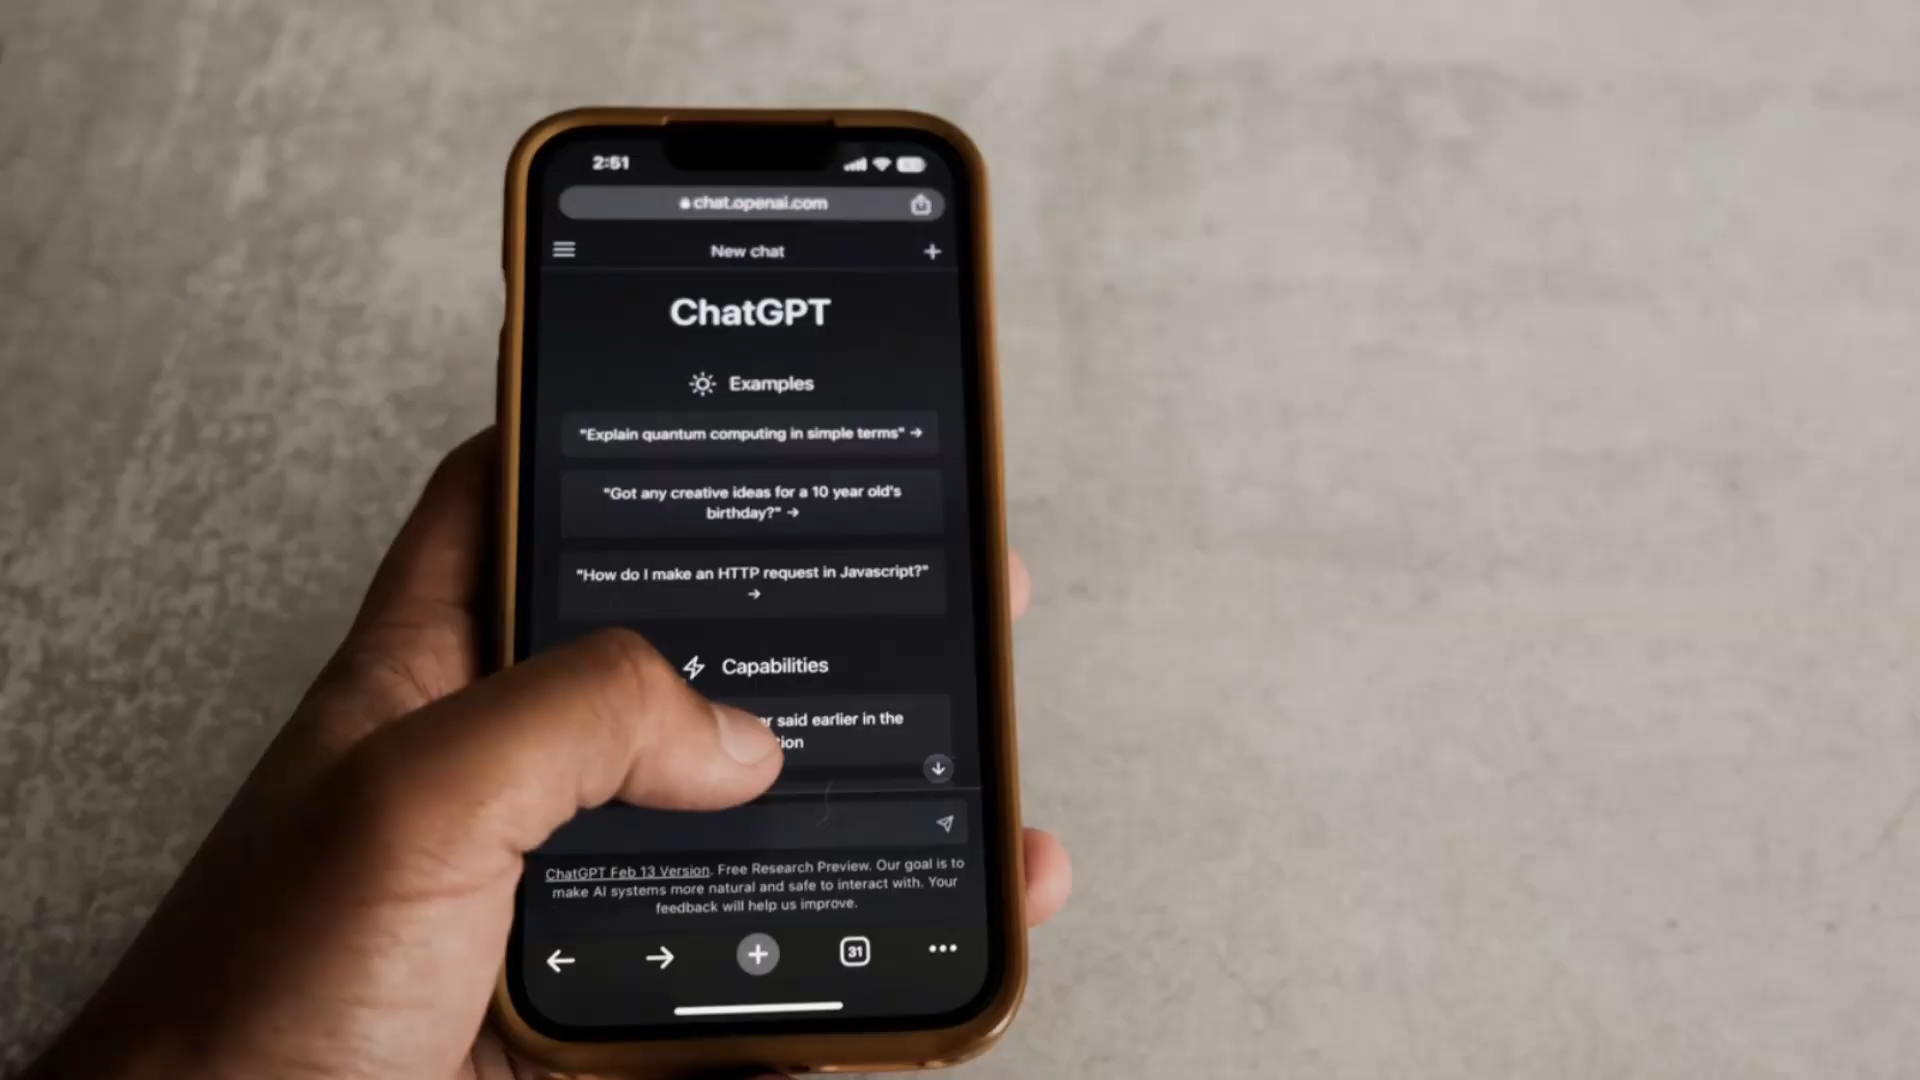 2:51
chat.openai.com
New chat
ChatGPT
Examples
"Explain quantum computing in simple terms" →
"Got any creative ideas for a 10 year old's
birthday?" →
"How do I make an HTTP request in Javascript?"
→
Capabilities
said earlier in the
ChatGPT Feb 13 Version. Free Research Preview. Our goal is to
make AI systems more natural and safe to interact with. Your
feedback will help us improve.
31